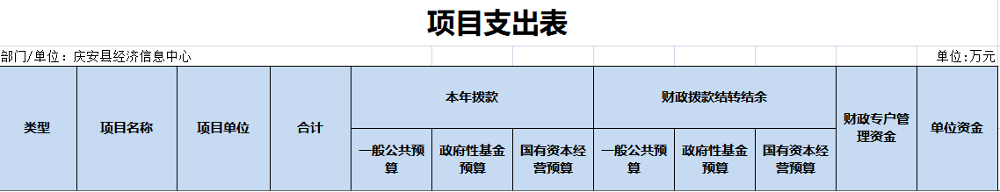 项目支出表
部门/单位：庆安县经济信息中心 单位:万元
类型 项目名称 项目单位 合计 本年拨款 财政拨款结转结余 财政专户管理资金 单位资金
一般公共预算 政府性基金预算 国有资本经营预算 一般公共预算 政府性基金预算 国有资本经营预算